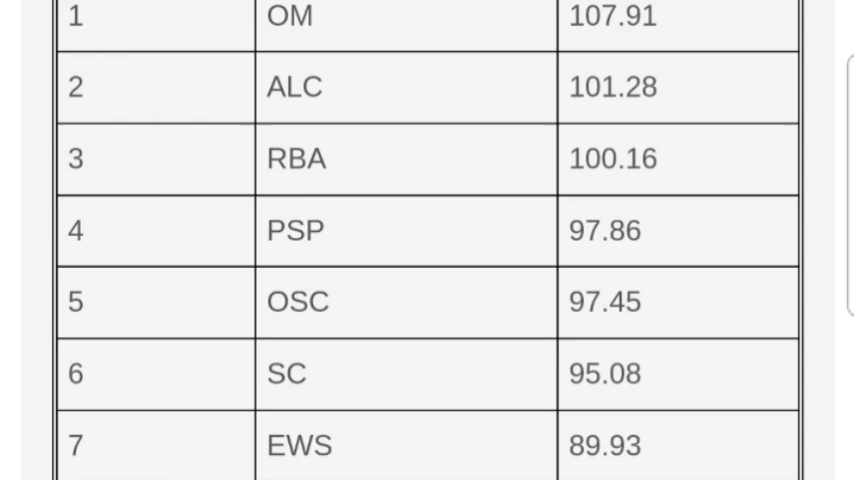 1 OM 107.91
2 ALC 101.28
3 RBA 100.16
4 PSP 97.86
5 OSC 97.45
6 SC 95.08
7 EWS 89.93